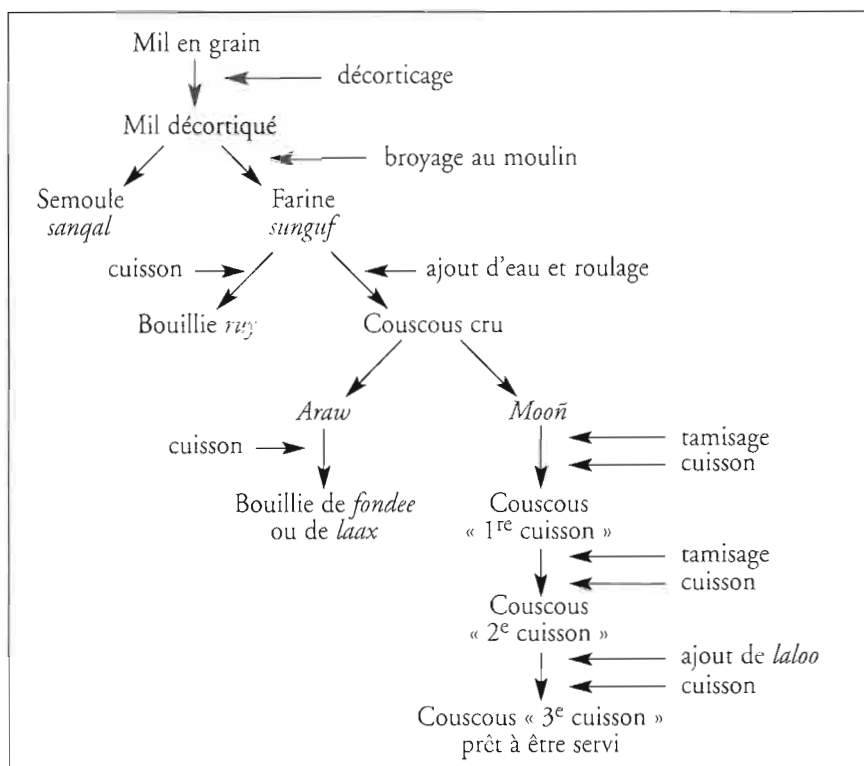 Mil en grain
décorticage
Mil décortiqué
broyage au moulin
Semoule
sanqal
Farine
sunguf
cuisson
ajout d'eau et roulage
Bouillie ruy
Couscous cru
Araw
Mooñ
cuisson
tamisage
cuisson
Bouillie de fondee
ou de laax
Couscous
« 1re cuisson »
tamisage
cuisson
Couscous
« 2e cuisson »
ajout de laloo
cuisson
Couscous « 3e cuisson »
prêt à être servi